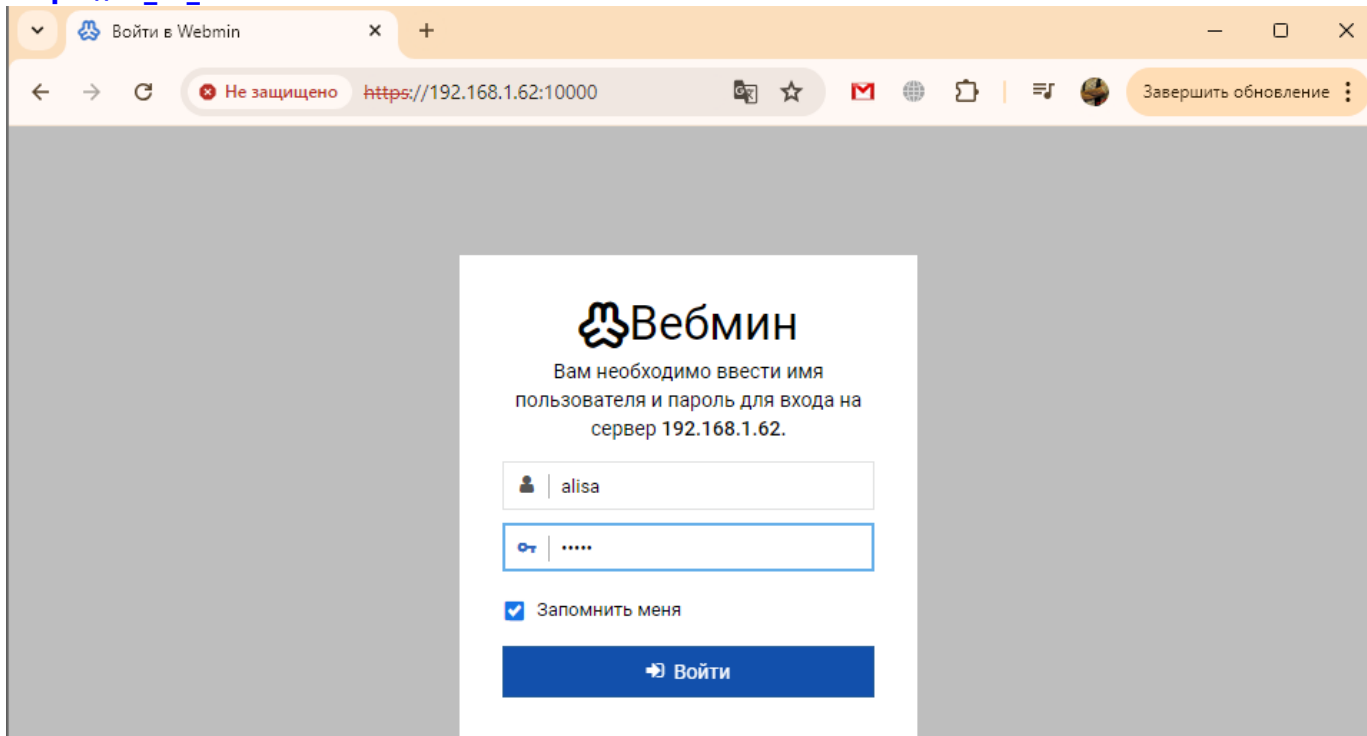 Войти в Webmin
Не защищено https://192.168.1.62:10000 Завершить обновление
Вебмин
Вам необходимо ввести имя
пользователя и пароль для входа на
сервер 192.168.1.62.
alisa
•••••
Запомнить меня
Войти